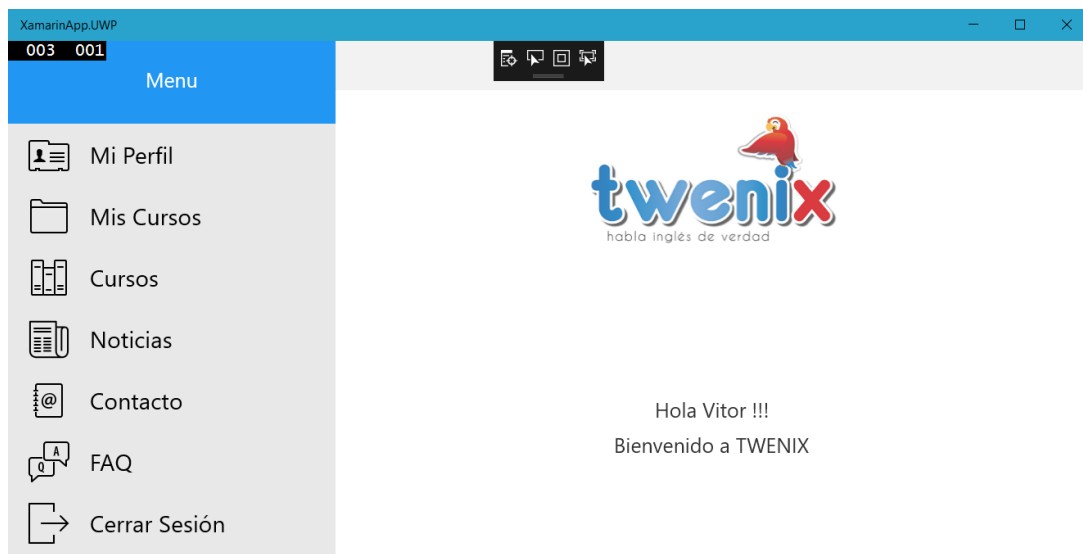 XamarinApp.UWP
003 001
Menu
Mi Perfil
Mis Cursos
Cursos
Noticias
Contacto
Q A
FAQ
Cerrar Sesión
twenix
habla inglés de verdad
Hola Vitor !!!
Bienvenido a TWENIX